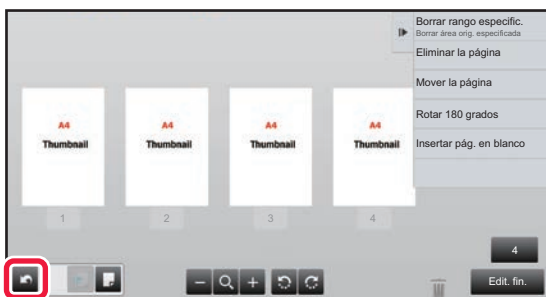 Borrar rango especific.
Borrar área orig. especificada
Eliminar la página
Mover la página
Rotar 180 grados
Insertar pág. en blanco
A4
Thumbnail
A4
Thumbnail
A4
Thumbnail
A4
Thumbnail
1
2
3
4
4
Edit. fin.